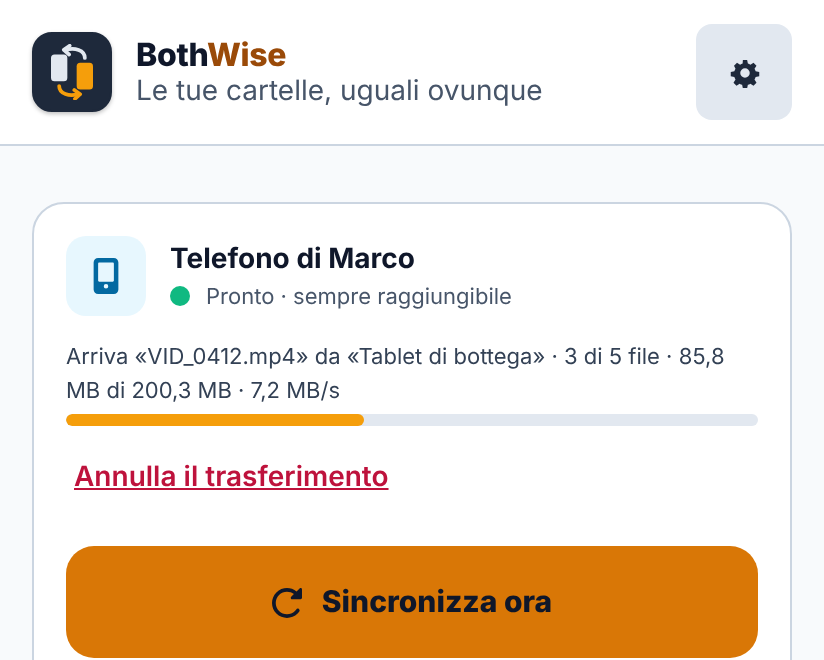 BothWise
Le tue cartelle, uguali ovunque
Telefono di Marco
Pronto · sempre raggiungibile
Arriva «VID_0412.mp4» da «Tablet di bottega» · 3 di 5 file · 85,8
MB di 200,3 MB · 7,2 MB/s
Annulla il trasferimento
Sincronizza ora